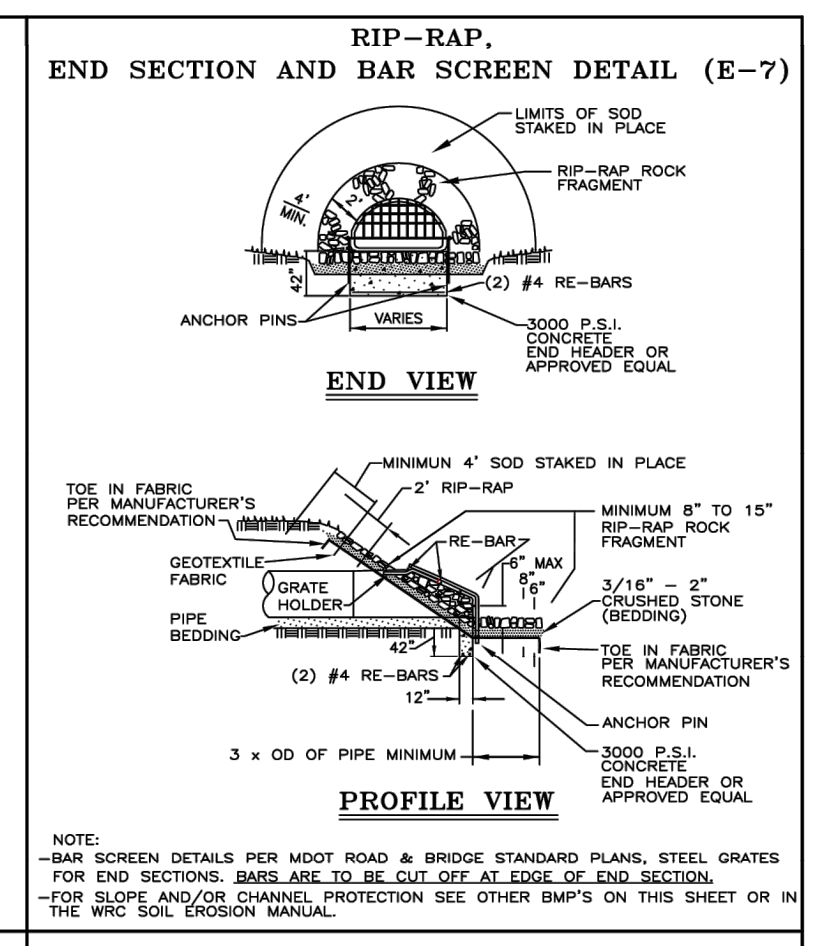 RIP-RAP,
END SECTION AND BAR SCREEN DETAIL (E-7)
LIMITS OF SOD
STAKED IN PLACE
RIP-RAP ROCK
FRAGMENT
4'
MIN.
2'
42"
(2) #4 RE-BARS
ANCHOR PINS
VARIES
3000 P.S.I.
CONCRETE
END HEADER OR
APPROVED EQUAL
END VIEW
MINIMUN 4' SOD STAKED IN PLACE
2' RIP-RAP
TOE IN FABRIC
PER MANUFACTURER'S
RECOMMENDATION
MINIMUM 8" TO 15"
RIP-RAP ROCK
FRAGMENT
RE-BAR
GEOTEXTILE
FABRIC
6" MAX
8"
6"
GRATE
HOLDER
3/16" - 2"
CRUSHED STONE
(BEDDING)
PIPE
BEDDING
42"
TOE IN FABRIC
PER MANUFACTURER'S
RECOMMENDATION
(2) #4 RE-BARS
12"
ANCHOR PIN
3 x OD OF PIPE MINIMUM
3000 P.S.I.
CONCRETE
END HEADER OR
APPROVED EQUAL
PROFILE VIEW
NOTE:
-BAR SCREEN DETAILS PER MDOT ROAD & BRIDGE STANDARD PLANS, STEEL GRATES
FOR END SECTIONS. BARS ARE TO BE CUT OFF AT EDGE OF END SECTION.
-FOR SLOPE AND/OR CHANNEL PROTECTION SEE OTHER BMP'S ON THIS SHEET OR IN
THE WRC SOIL EROSION MANUAL.